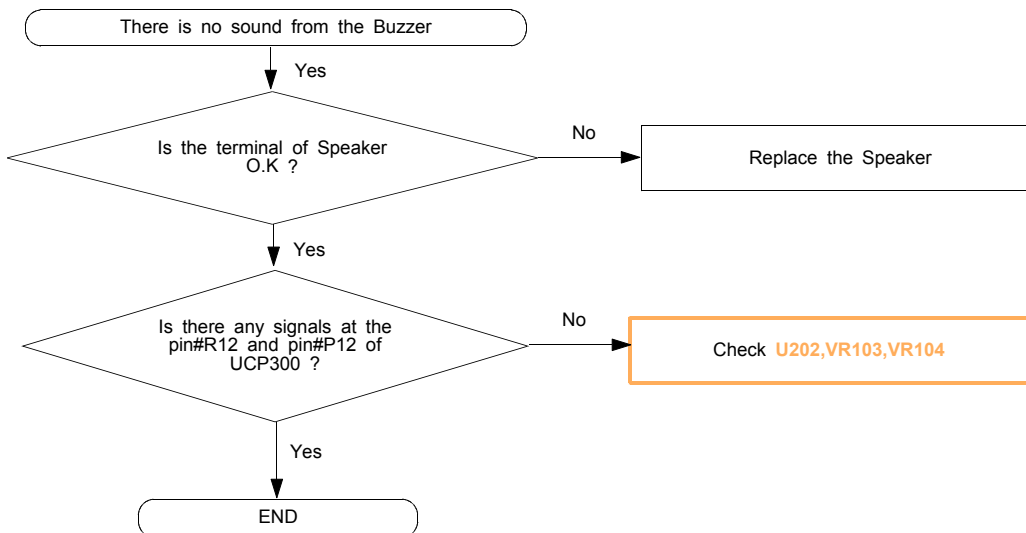 There is no sound from the Buzzer
Yes
Is the terminal of Speaker
O.K ?
No
Replace the Speaker
Yes
Is there any signals at the
pin#R12 and pin#P12 of
UCP300 ?
No
Check U202,VR103,VR104
Yes
END